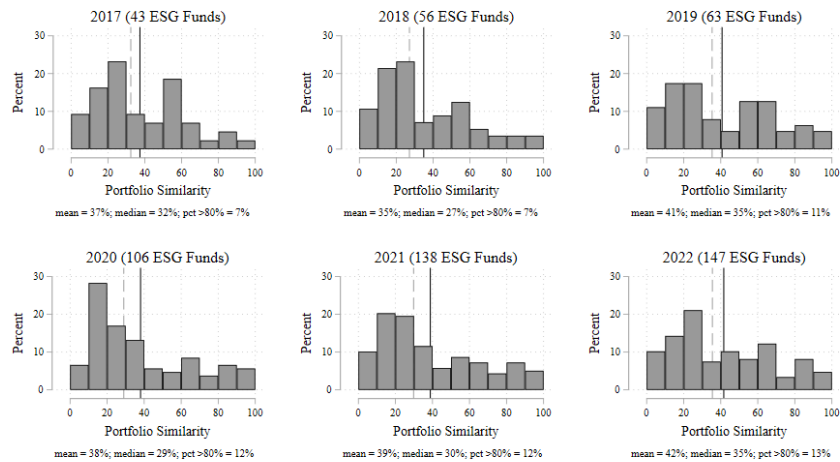 2017 (43 ESG Funds)
30
20
10
0
Percent
0 20 40 60 80 100
Portfolio Similarity
mean = 37%; median = 32%; pct >80% = 7%
2018 (56 ESG Funds)
30
20
10
0
Percent
0 20 40 60 80 100
Portfolio Similarity
mean = 35%; median = 27%; pct >80% = 7%
2019 (63 ESG Funds)
30
20
10
0
Percent
0 20 40 60 80 100
Portfolio Similarity
mean = 41%; median = 35%; pct >80% = 11%
2020 (106 ESG Funds)
30
20
10
0
Percent
0 20 40 60 80 100
Portfolio Similarity
mean = 38%; median = 29%; pct >80% = 12%
2021 (138 ESG Funds)
30
20
10
0
Percent
0 20 40 60 80 100
Portfolio Similarity
mean = 39%; median = 30%; pct >80% = 12%
2022 (147 ESG Funds)
30
20
10
0
Percent
0 20 40 60 80 100
Portfolio Similarity
mean = 42%; median = 35%; pct >80% = 13%